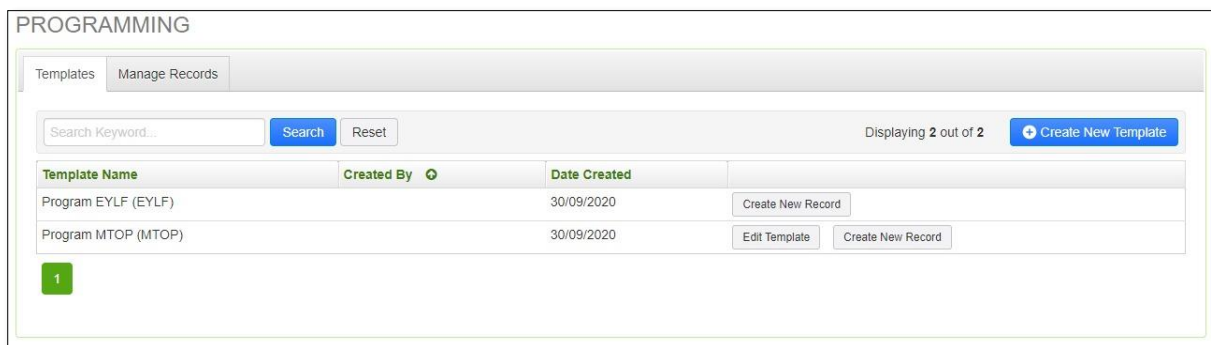 PROGRAMMING
Templates Manage Records
Search Keyword... Search Reset Displaying 2 out of 2 Create New Template
Template Name Created By Date Created
Program EYLF (EYLF) 30/09/2020 Create New Record
Program MTOP (MTOP) 30/09/2020 Edit Template Create New Record
1